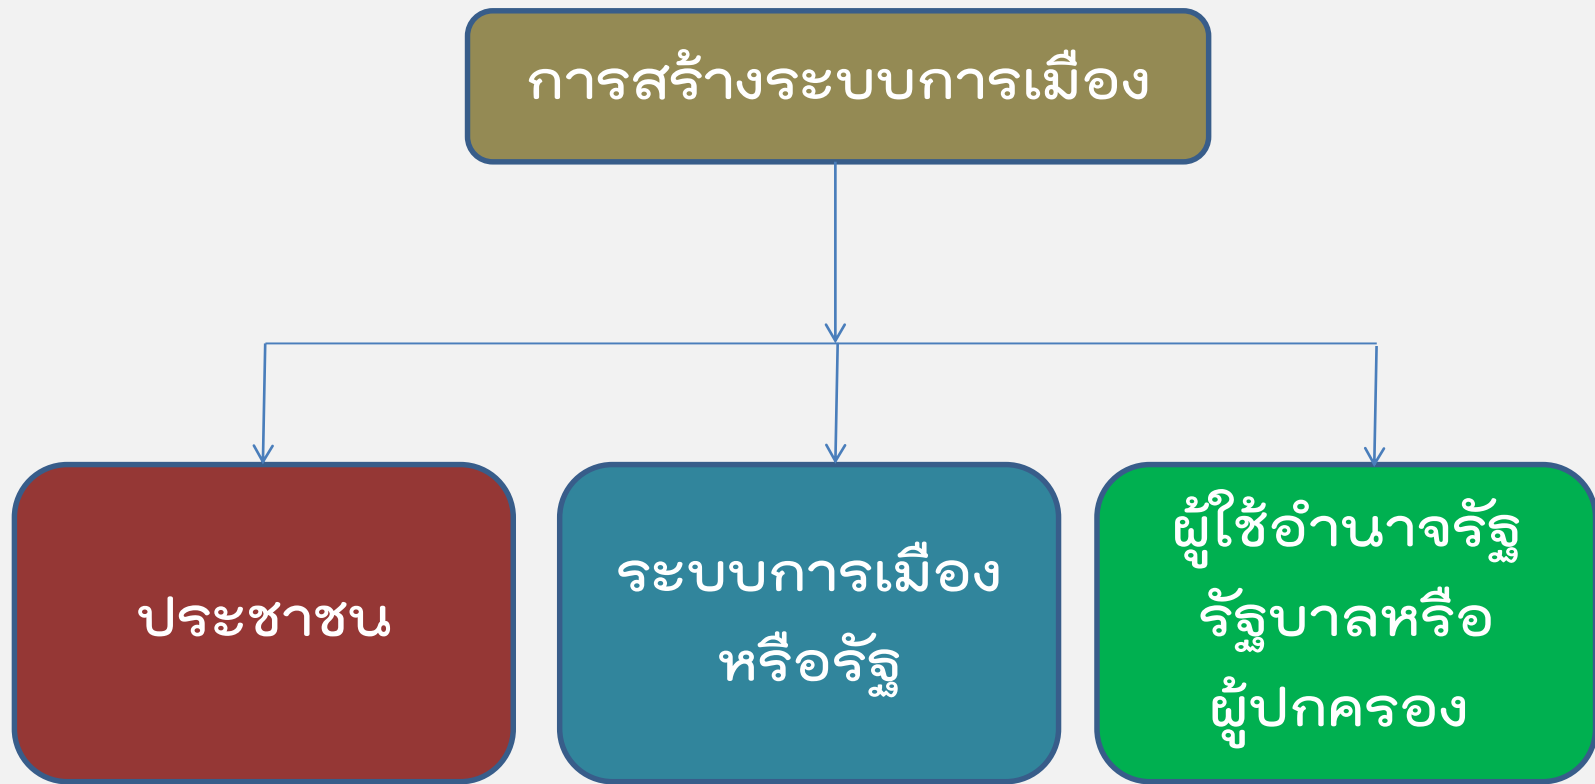 การสร้างระบบการเมือง
ประชาชน
ระบบการเมือง
หรือรัฐ
ผู้ใช้อำนาจรัฐ
รัฐบาลหรือ
ผู้ปกครอง